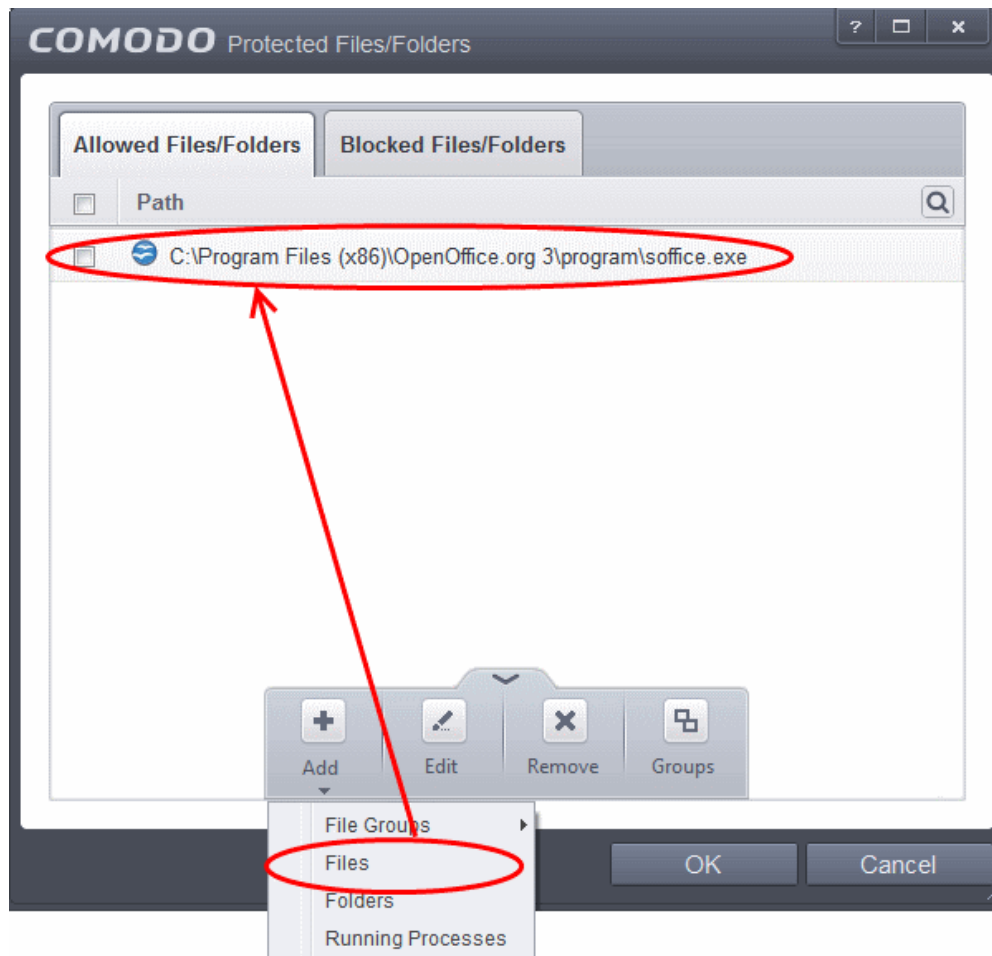 COMODO Protected Files/Folders
Allowed Files/Folders Blocked Files/Folders
Path
C:\Program Files (x86)\OpenOffice.org 3\program\soffice.exe
Add Edit Remove Groups
File Groups
Files
Folders
Running Processes
OK Cancel